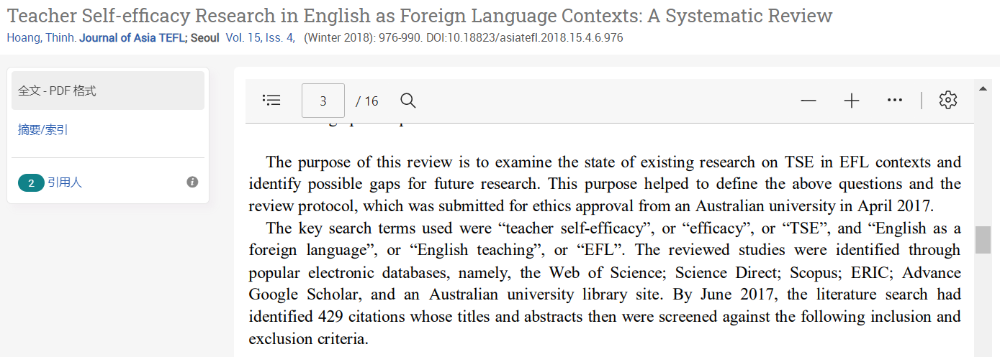 Teacher Self-efficacy Research in English as Foreign Language Contexts: A Systematic Review
Hoang, Thinh. Journal of Asia TEFL; Seoul Vol. 15, Iss. 4, (Winter 2018): 976-990. DOI:10.18823/asiatefl.2018.15.4.6.976
全文 - PDF 格式
摘要/索引
2 引用人
3 / 16
The purpose of this review is to examine the state of existing research on TSE in EFL contexts and
identify possible gaps for future research. This purpose helped to define the above questions and the
review protocol, which was submitted for ethics approval from an Australian university in April 2017.
The key search terms used were “teacher self-efficacy”, or “efficacy”, or “TSE”, and “English as a
foreign language”, or “English teaching”, or “EFL”. The reviewed studies were identified through
popular electronic databases, namely, the Web of Science; Science Direct; Scopus; ERIC; Advance
Google Scholar, and an Australian university library site. By June 2017, the literature search had
identified 429 citations whose titles and abstracts then were screened against the following inclusion and
exclusion criteria.